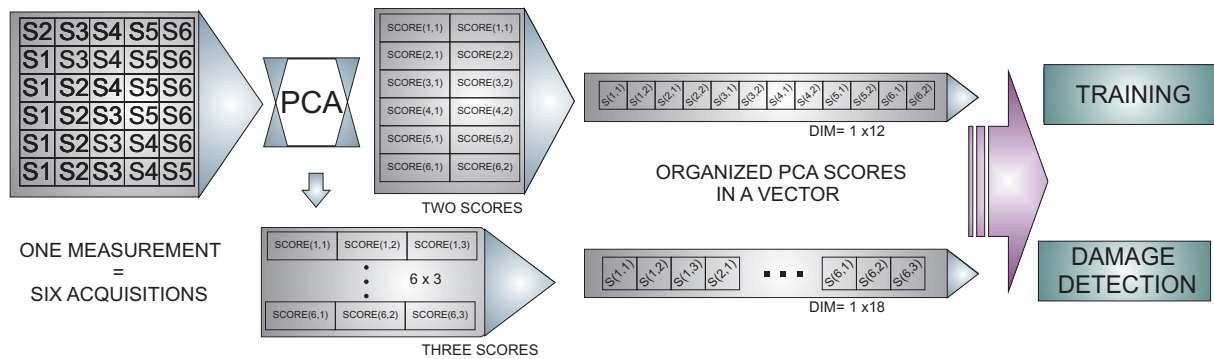 S2 S3 S4 S5 S6
S1 S3 S4 S5 S6
S1 S2 S4 S5 S6
S1 S2 S3 S5 S6
S1 S2 S3 S4 S6
S1 S2 S3 S4 S5
ONE MEASUREMENT
=
SIX ACQUISITIONS
PCA
SCORE(1,1) SCORE(1,1)
SCORE(2,1) SCORE(2,2)
SCORE(3,1) SCORE(3,2)
SCORE(4,1) SCORE(4,2)
SCORE(5,1) SCORE(5,2)
SCORE(6,1) SCORE(6,2)
TWO SCORES
SCORE(1,1) SCORE(1,2) SCORE(1,3)
6 x 3
SCORE(6,1) SCORE(6,2) SCORE(6,3)
THREE SCORES
S(1,1) S(1,2) S(2,1) S(2,2) S(3,1) S(3,2) S(4,1) S(4,2) S(5,1) S(5,2) S(6,1) S(6,2)
DIM= 1 x12
ORGANIZED PCA SCORES
IN A VECTOR
S(1,1) S(1,2) S(1,3) S(2,1) ... S(6,1) S(6,2) S(6,3)
DIM= 1 x18
TRAINING
DAMAGE
DETECTION